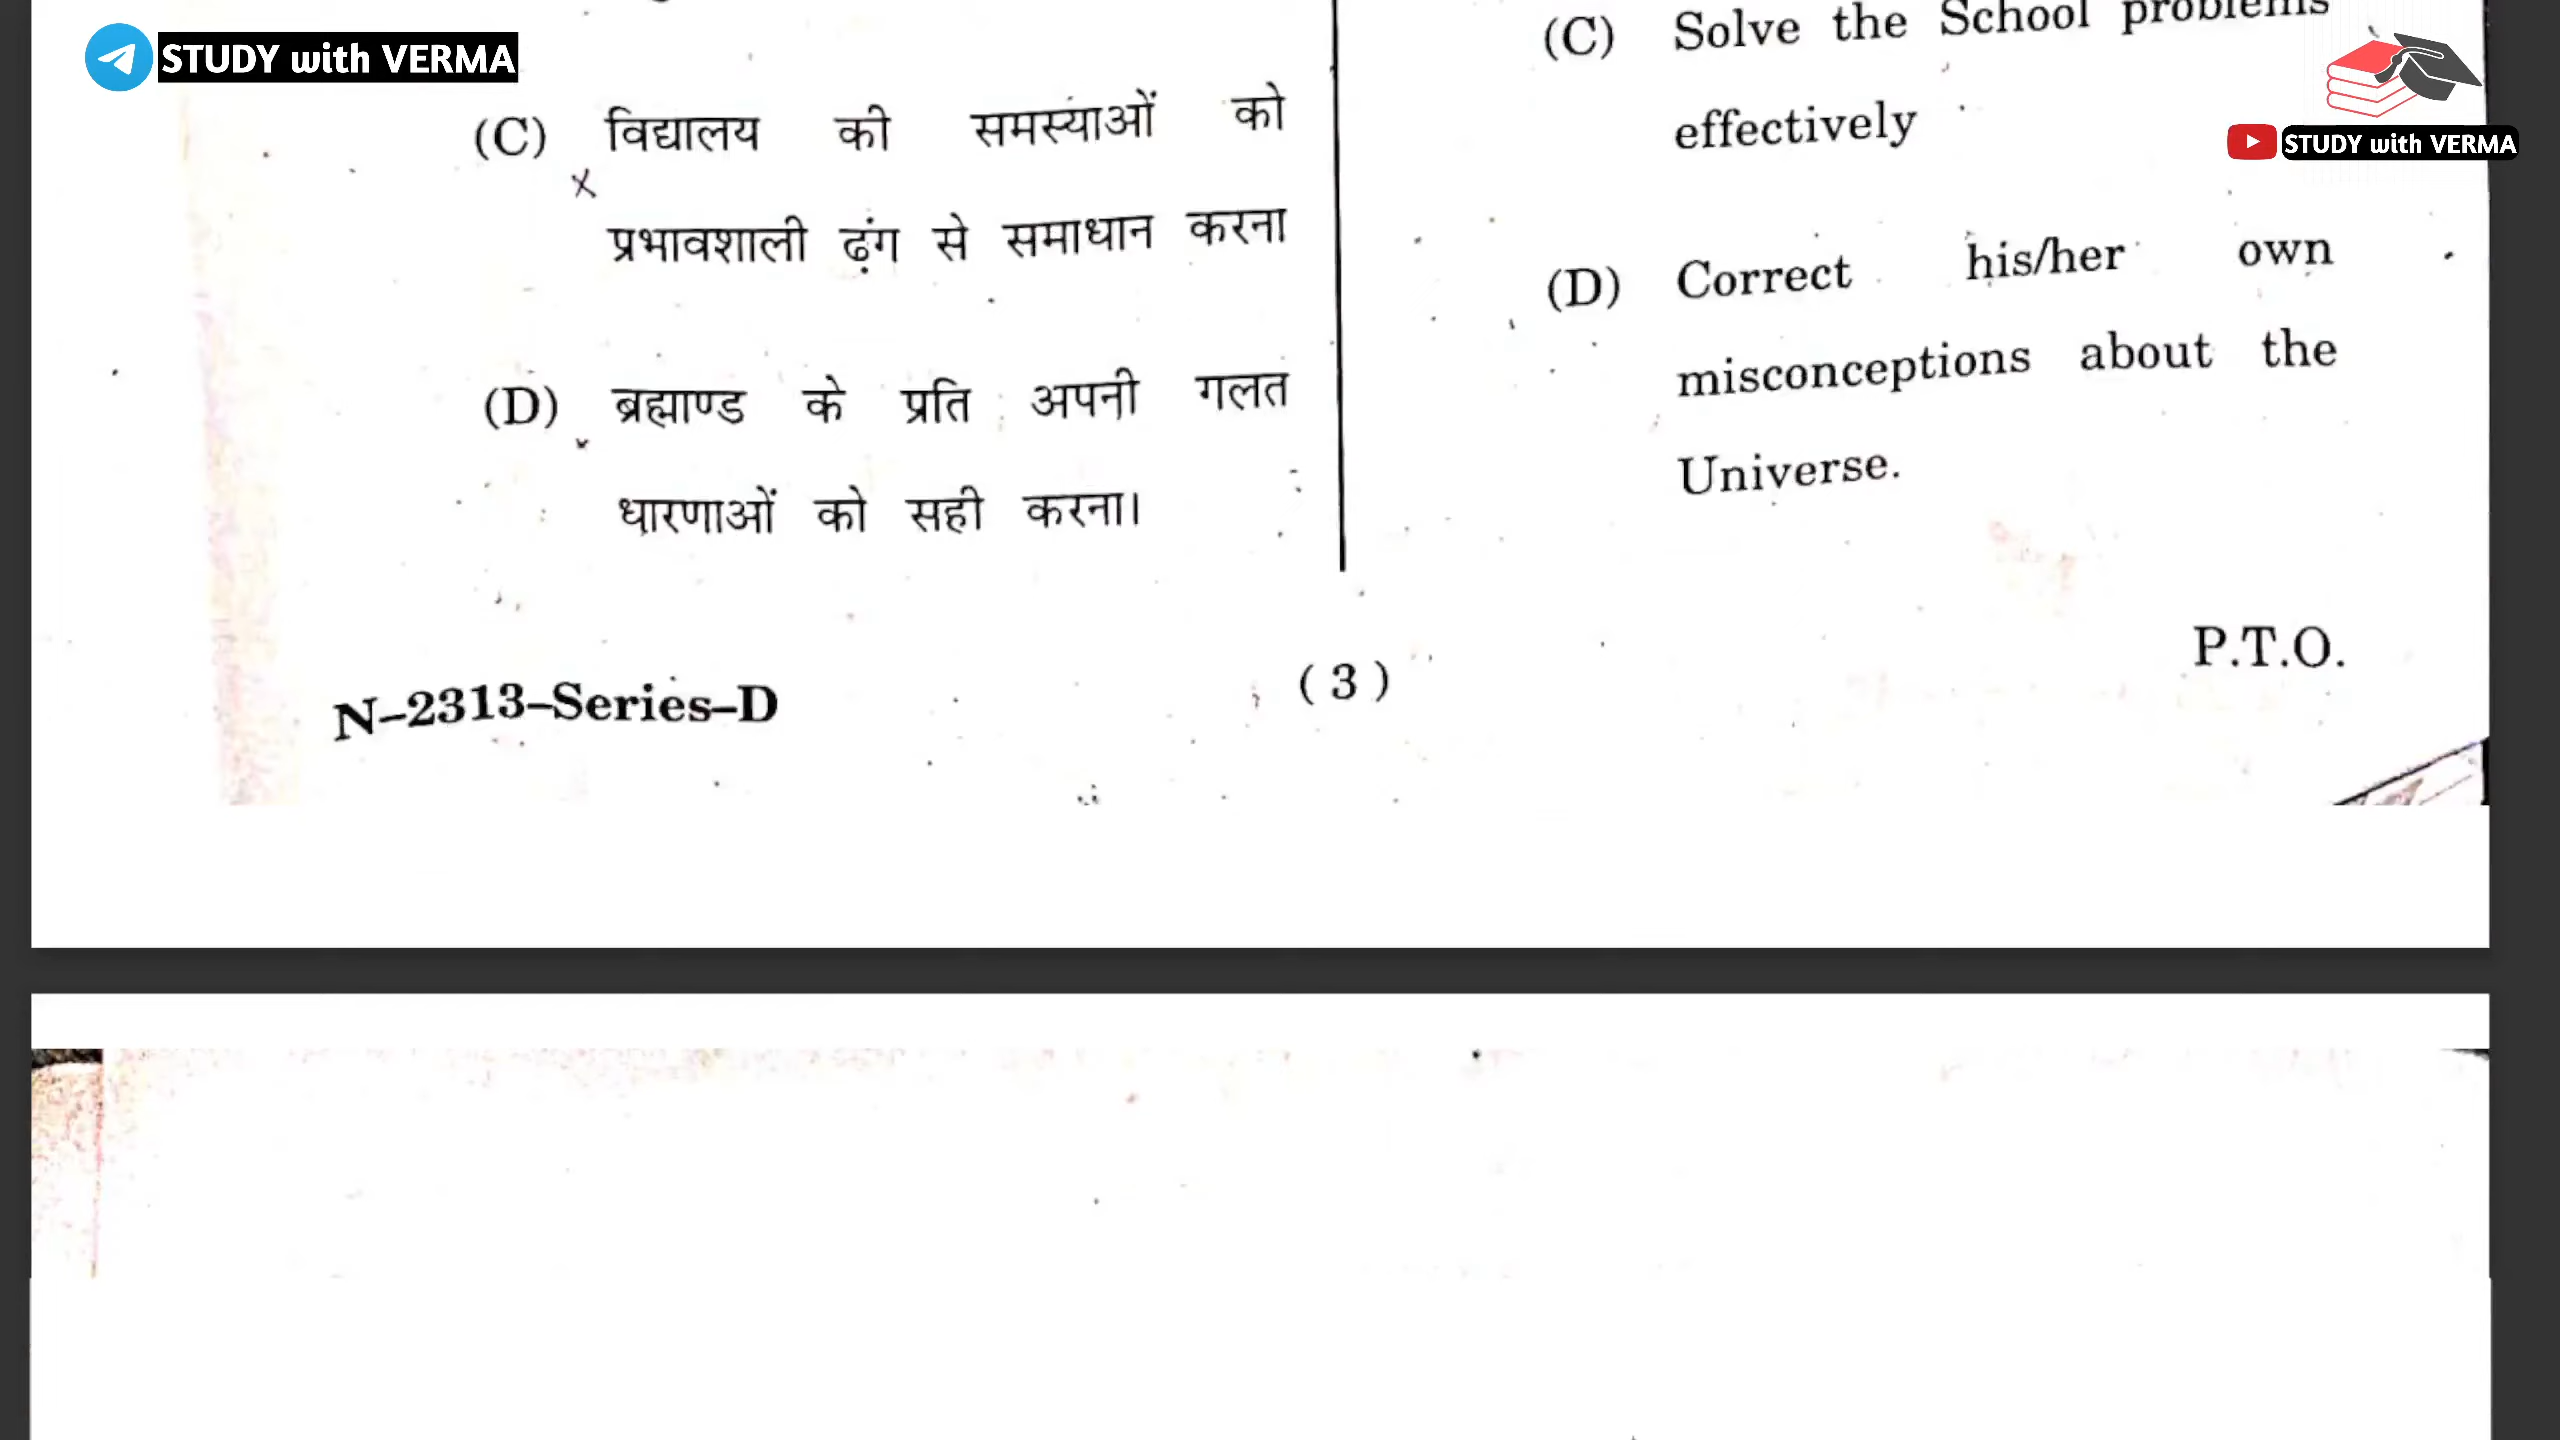 STUDY with VERMA
(C) विद्यालय की समस्याओं को
प्रभावशाली ढ़ंग से समाधान करना
(D) ब्रह्माण्ड के प्रति अपनी गलत
धारणाओं को सही करना।
(C) Solve the School problems
effectively
(D) Correct his/her own
misconceptions about the
Universe.
STUDY with VERMA
N–2313–Series–D
( 3 )
P.T.O.